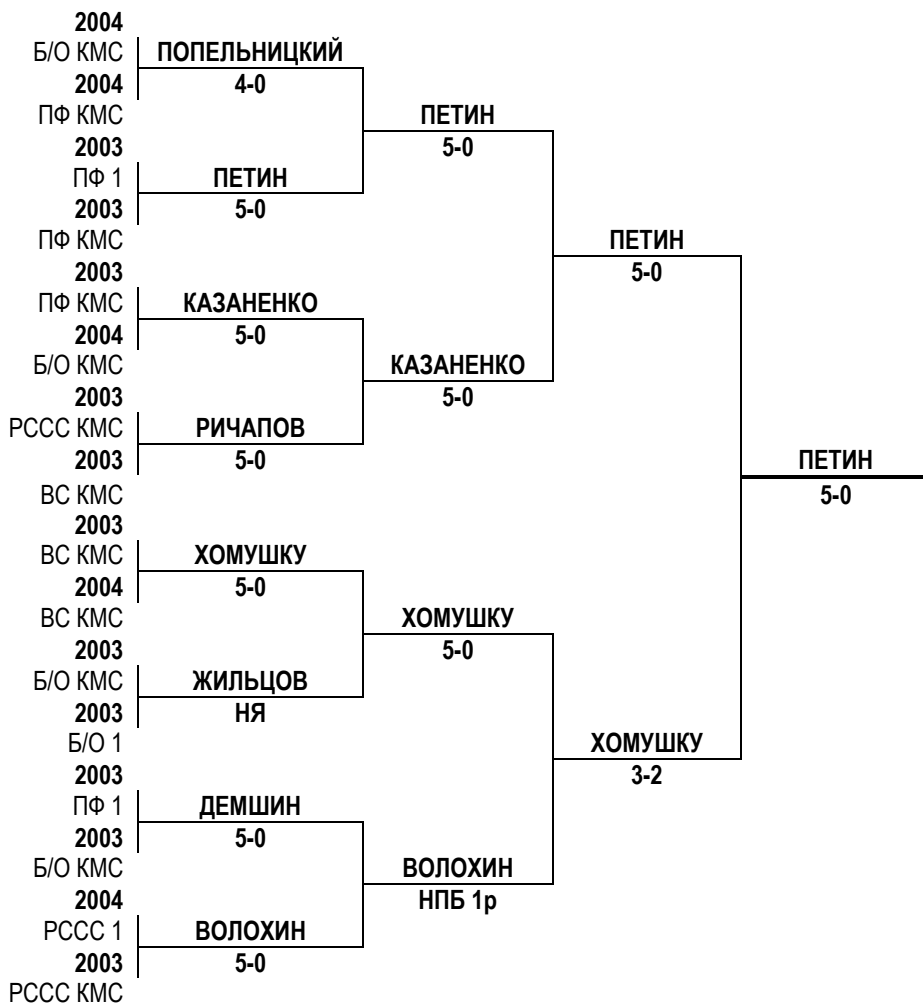 2004
Б/О КМС ПОПЕЛЬНИЦКИЙ
2004 4-0
ПФ КМС ПЕТИН
2003 5-0
ПФ 1 ПЕТИН
2003 5-0
ПФ КМС ПЕТИН
2003 5-0
ПФ КМС КАЗАНЕНКО
2004 5-0
Б/О КМС КАЗАНЕНКО
2003 5-0
РССС КМС РИЧАПОВ
2003 5-0 ПЕТИН
ВС КМС 5-0
2003
ВС КМС ХОМУШКУ
2004 5-0
ВС КМС ХОМУШКУ
2003 5-0
Б/О КМС ЖИЛЬЦОВ
2003 НЯ
Б/О 1 ХОМУШКУ
2003 3-2
ПФ 1 ДЕМШИН
2003 5-0
Б/О КМС ВОЛОХИН
2004 НПБ 1р
РССС 1 ВОЛОХИН
2003 5-0
РССС КМС